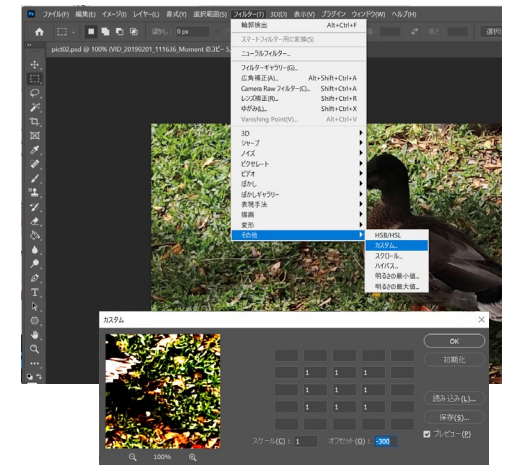 Ps ファイル(F) 編集(E) イメージ(I) レイヤー(L) 書式(Y) 選択範囲(S) フィルター(T) 3D(D) 表示(V) プラグイン ウィンドウ(W) ヘルプ(H)
輪郭検出 Alt+Ctrl+F
ぼかし: 0 px 高さ: 選択
スマートフィルター用に変換(S)
pict02.psd @ 100% (VID_20190201_111636_Moment のコピー 5,
ニューラルフィルター...
フィルターギャラリー(G)...
広角補正(A)... Alt+Shift+Ctrl+A
Camera Raw フィルター(C)... Shift+Ctrl+A
レンズ補正(R)... Shift+Ctrl+R
ゆがみ(L)... Shift+Ctrl+X
Vanishing Point(V)... Alt+Ctrl+V
3D
シャープ
ノイズ
ピクセレート
ビデオ
ぼかし
ぼかしギャラリー
表現手法
描画
変形
その他
HSB/HSL
カスタム...
スクロール...
ハイパス...
明るさの最小値...
明るさの最大値...
カスタム
OK
初期化
1 1 1
1 1 1
1 1 1
読み込み(L)...
保存(S)...
プレビュー(P)
スケール(C): 1 オフセット(O): -300
100%